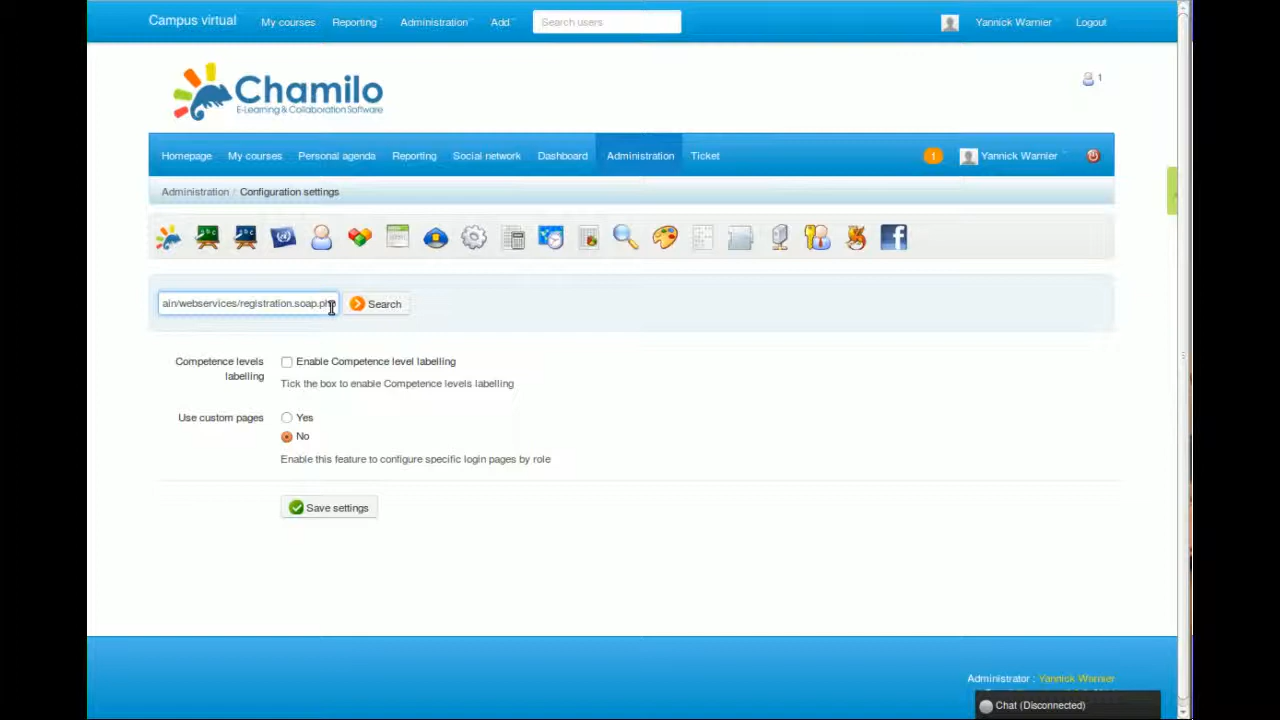 Campus virtual My courses Reporting Administration Add Search users Yannick Warnier Logout
Chamilo
E-Learning & Collaboration Software
1
Homepage My courses Personal agenda Reporting Social network Dashboard Administration Ticket 1 Yannick Warnier
Administration / Configuration settings
ain/webservices/registration.soap.php Search
Competence levels labelling
Enable Competence level labelling
Tick the box to enable Competence levels labelling
Use custom pages
Yes
No
Enable this feature to configure specific login pages by role
Save settings
Administrator : Yannick Warnier
Chat (Disconnected)